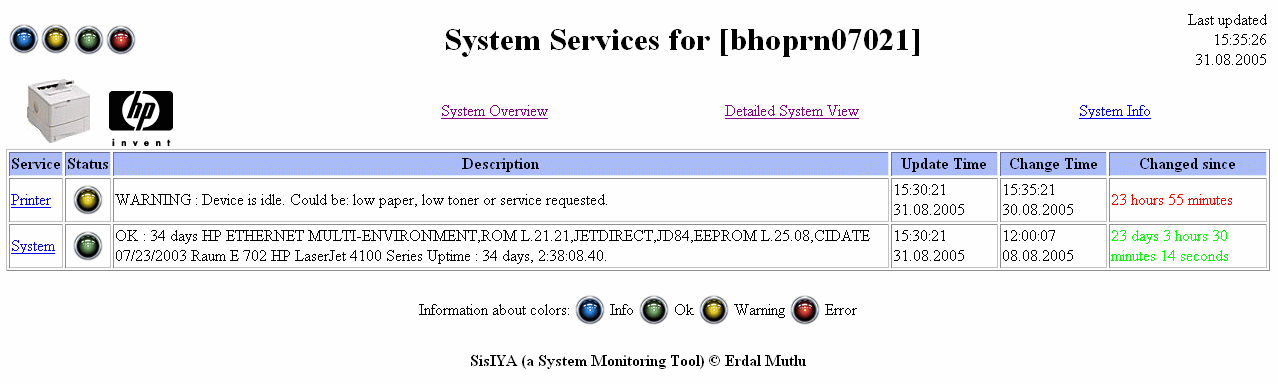 System Services for [bhoprn07021]
Last updated
15:35:26
31.08.2005
hp
invent
System Overview
Detailed System View
System Info
Service Status Description Update Time Change Time Changed since
Printer WARNING : Device is idle. Could be: low paper, low toner or service requested. 15:30:21 15:35:21 23 hours 55 minutes
31.08.2005 30.08.2005
System OK : 34 days HP ETHERNET MULTI-ENVIRONMENT,ROM L.21.21,JETDIRECT,JD84,EEPROM L.25.08,CIDATE 15:30:21 12:00:07 23 days 3 hours 30
07/23/2003 Raum E 702 HP LaserJet 4100 Series Uptime : 34 days, 2:38:08.40. 31.08.2005 08.08.2005 minutes 14 seconds
Information about colors: Info Ok Warning Error
SisIYA (a System Monitoring Tool) © Erdal Mutlu